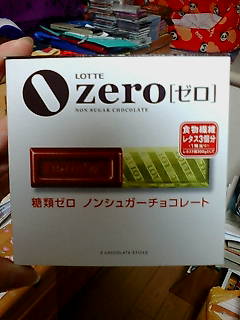 LOTTE
zero[ゼロ]
NON SUGAR CHOCOLATE
食物繊維
レタス3個分
糖類ゼロ ノンシュガーチョコレート